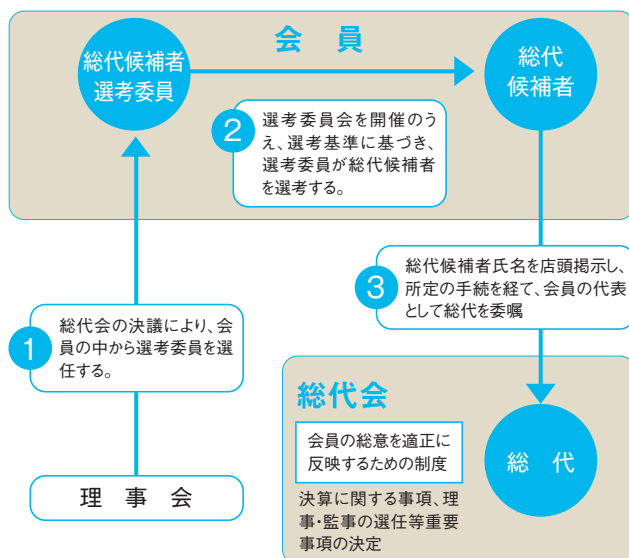 会 員
総代候補者
選考委員
総代
候補者
2
選考委員会を開催のう
え、選考基準に基づき、
選考委員が総代候補者
を選考する。
3
総代候補者氏名を店頭掲示し、
所定の手続を経て、会員の代表
として総代を委嘱
1
総代会の決議により、会
員の中から選考委員を選
任する。
理 事 会
総代会
会員の総意を適正に
反映するための制度
決算に関する事項、理
事・監事の選任等重要
事項の決定
総 代